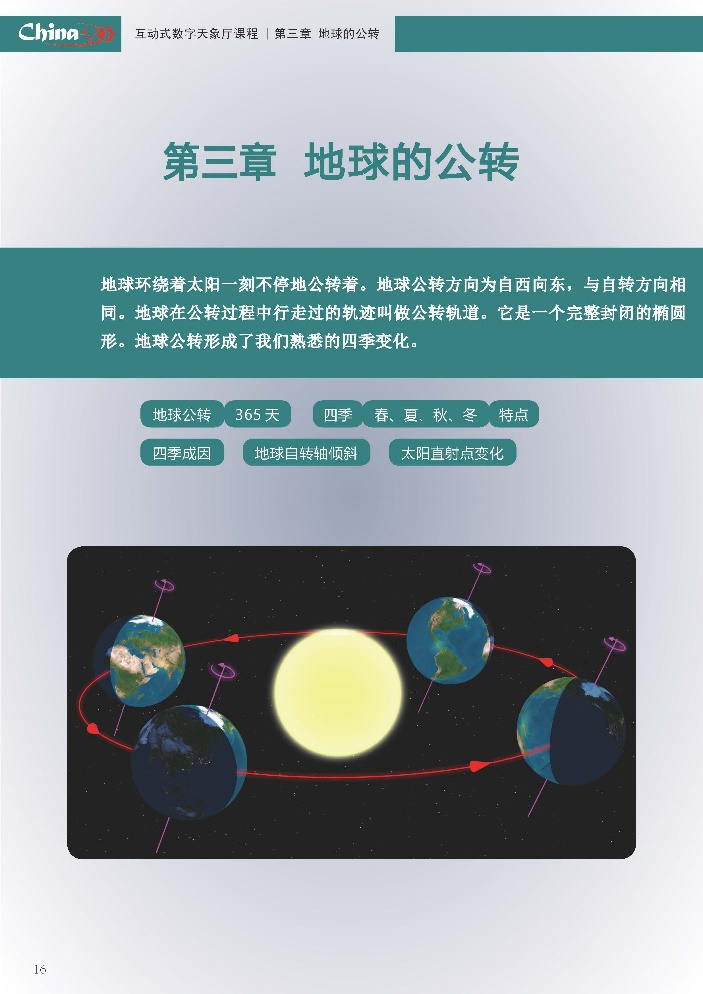 China
互动式数字天象厅课程 | 第三章 地球的公转
第三章 地球的公转
地球环绕着太阳一刻不停地公转着。地球公转方向为自西向东，与自转方向相
同。地球在公转过程中行走过的轨迹叫做公转轨道。它是一个完整封闭的椭圆
形。地球公转形成了我们熟悉的四季变化。
地球公转 365 天 四季 春、夏、秋、冬 特点
四季成因 地球自转轴倾斜 太阳直射点变化
16